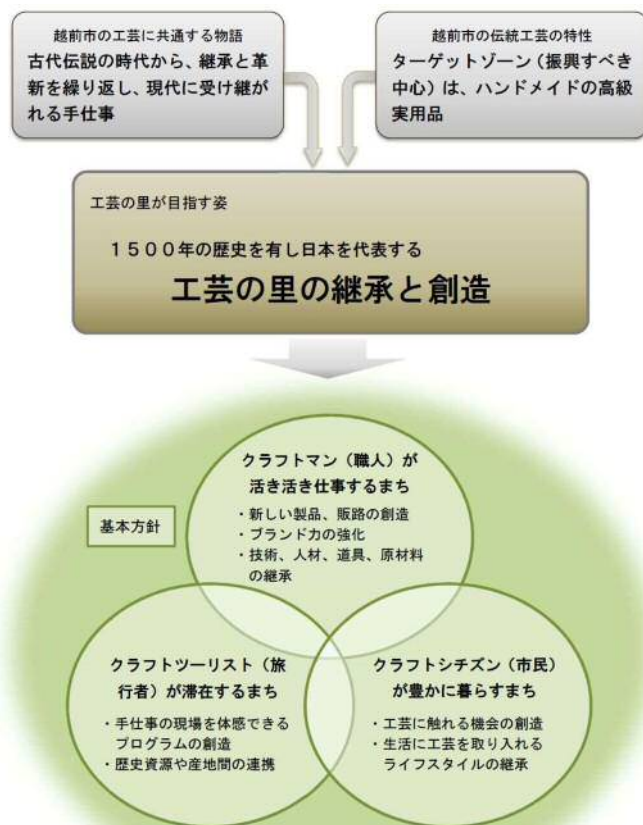 越前市の工芸に共通する物語
古代伝説の時代から、継承と革
新を繰り返し、現代に受け継が
れる手仕事
越前市の伝統工芸の特性
ターゲットゾーン(振興すべき
中心)は、ハンドメイドの高級
実用品
工芸の里が目指す姿
1500年の歴史を有し日本を代表する
工芸の里の継承と創造
クラフトマン(職人)が
活き活き仕事するまち
・新しい製品、販路の創造
・ブランド力の強化
・技術、人材、道具、原材料
の継承
基本方針
クラフトツーリスト(旅
行者)が滞在するまち
・手仕事の現場を体感できる
プログラムの創造
・歴史資源や産地間の連携
クラフトシチズン(市民)
が豊かに暮らすまち
・工芸に触れる機会の創造
・生活に工芸を取り入れる
ライフスタイルの継承